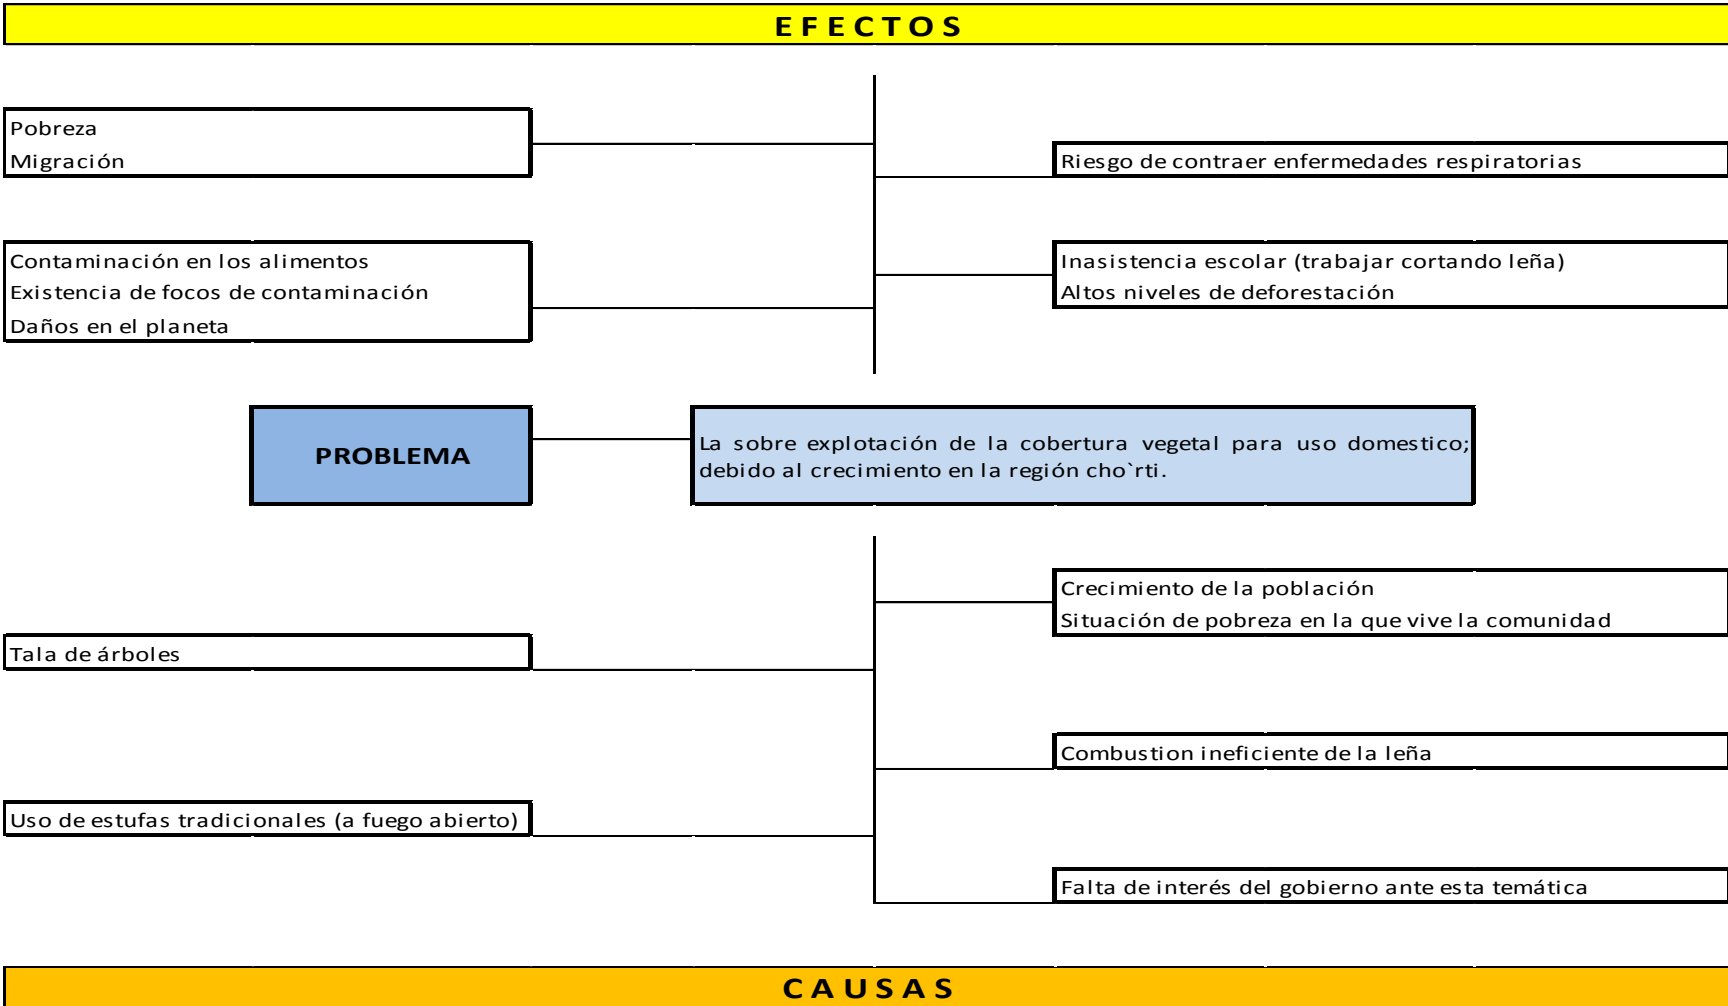 EFECTOS
Pobreza
Migración
Riesgo de contraer enfermedades respiratorias
Contaminación en los alimentos
Existencia de focos de contaminación
Daños en el planeta
Inasistencia escolar (trabajar cortando leña)
Altos niveles de deforestación
PROBLEMA
La sobre explotación de la cobertura vegetal para uso domestico;
debido al crecimiento en la región cho`rti.
Crecimiento de la población
Situación de pobreza en la que vive la comunidad
Tala de árboles
Combustion ineficiente de la leña
Uso de estufas tradicionales (a fuego abierto)
Falta de interés del gobierno ante esta temática
CAUSAS